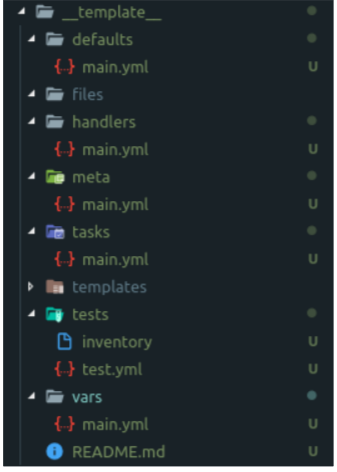 __template__
defaults
{..} main.yml U
files
handlers
{..} main.yml U
meta
{..} main.yml U
tasks
{..} main.yml U
templates
tests
inventory U
{..} test.yml U
vars
{..} main.yml U
README.md U